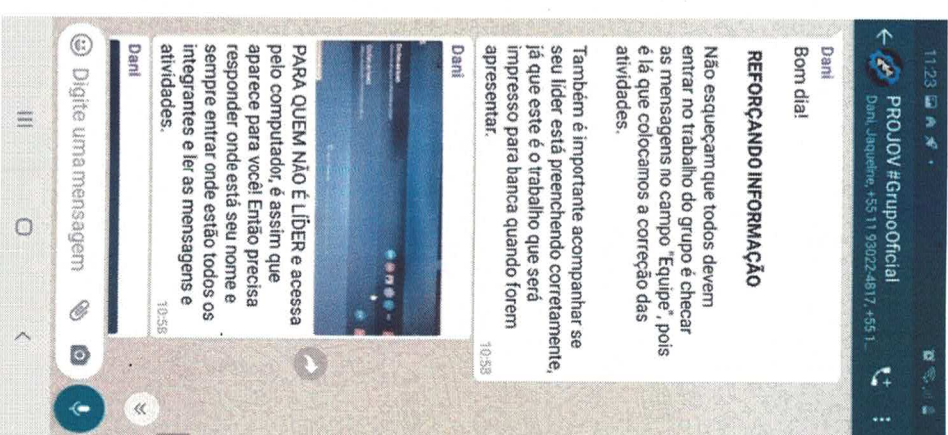 11:23
PROJOV #GrupoOficial
Dani, Jaqueline, +55 11 93022-4817, +55 1...
Dani
Bom dia!
REFORÇANDO INFORMAÇÃO
Não esqueçam que todos devem
entrar no trabalho do grupo é checar
as mensagens no campo "Equipe", pois
é lá que colocamos a correção das
atividades.
Também é importante acompanhar se
seu líder está preenchendo corretamente,
já que este é o trabalho que será
impresso para banca quando forem
apresentar.
10:58
Dani
PARA QUEM NÃO É LÍDER e acessa
pelo computador, é assim que
aparece para você! Então precisa
responder onde está seu nome e
sempre entrar onde estão todos os
integrantes e ler as mensagens e
atividades.
10:58
Dani
Digite uma mensagem